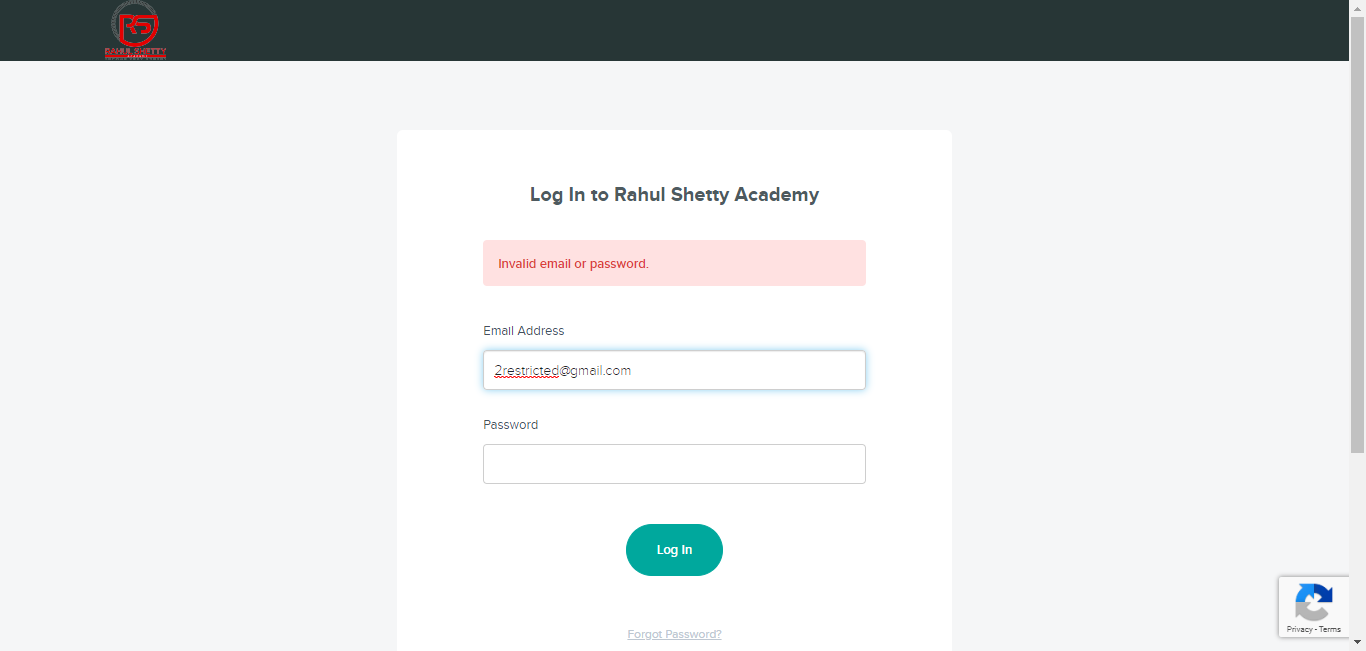 RS
RAHUL SHETTY
Log In to Rahul Shetty Academy
Invalid email or password.
Email Address
2restricted@gmail.com
Password
Log In
Forgot Password?
Privacy - Terms